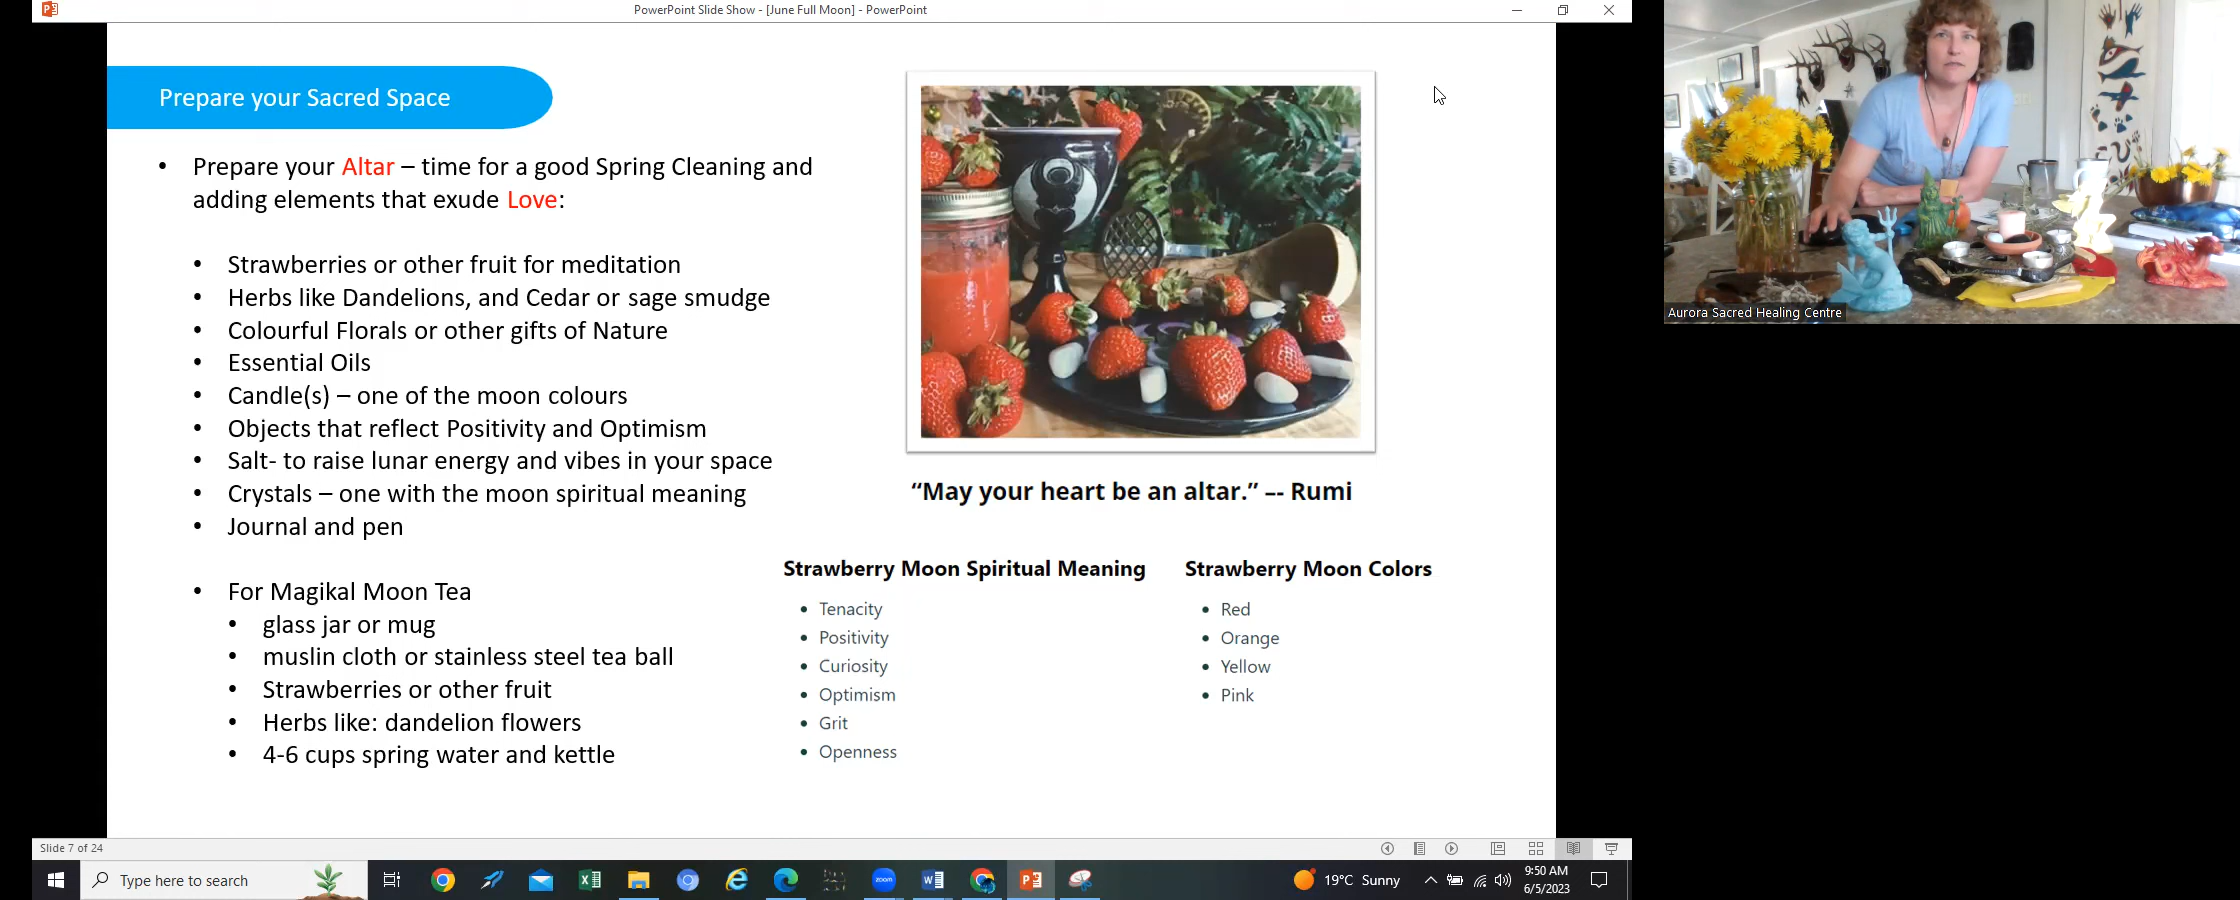 PowerPoint Slide Show - [June Full Moon] - PowerPoint
Prepare your Sacred Space
• Prepare your Altar – time for a good Spring Cleaning and
adding elements that exude Love:
• Strawberries or other fruit for meditation
• Herbs like Dandelions, and Cedar or sage smudge
• Colourful Florals or other gifts of Nature
• Essential Oils
• Candle(s) – one of the moon colours
• Objects that reflect Positivity and Optimism
• Salt- to raise lunar energy and vibes in your space
• Crystals – one with the moon spiritual meaning
• Journal and pen
• For Magikal Moon Tea
• glass jar or mug
• muslin cloth or stainless steel tea ball
• Strawberries or other fruit
• Herbs like: dandelion flowers
• 4-6 cups spring water and kettle
“May your heart be an altar.” -- Rumi
Strawberry Moon Spiritual Meaning
• Tenacity
• Positivity
• Curiosity
• Optimism
• Grit
• Openness
Strawberry Moon Colors
• Red
• Orange
• Yellow
• Pink
Aurora Sacred Healing Centre
Slide 7 of 24
Type here to search
zoom
19°C Sunny
9:50 AM
6/5/2023